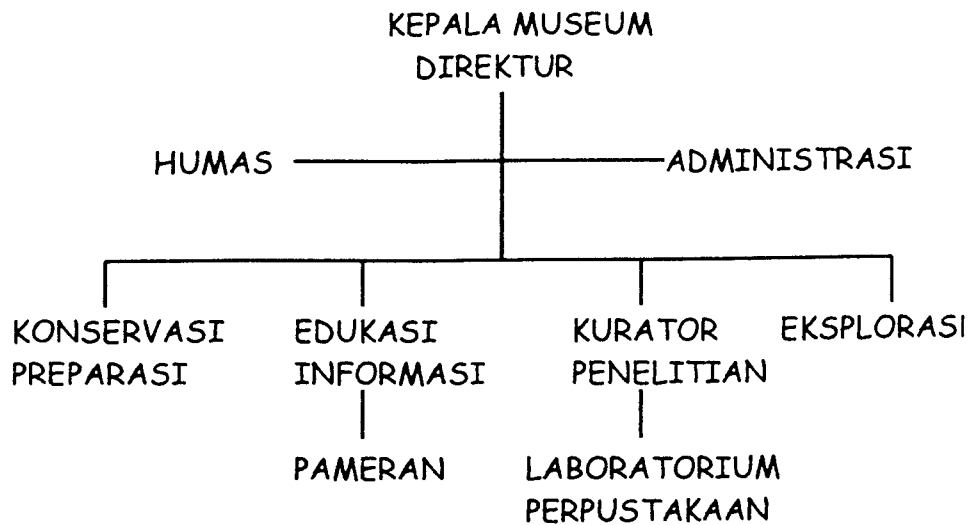 KEPALA MUSEUM
DIREKTUR
HUMAS
ADMINISTRASI
KONSERVASI
PREPARASI
EDUKASI
INFORMASI
PAMERAN
KURATOR
PENELITIAN
LABORATORIUM
PERPUSTAKAAN
EKSPLORASI